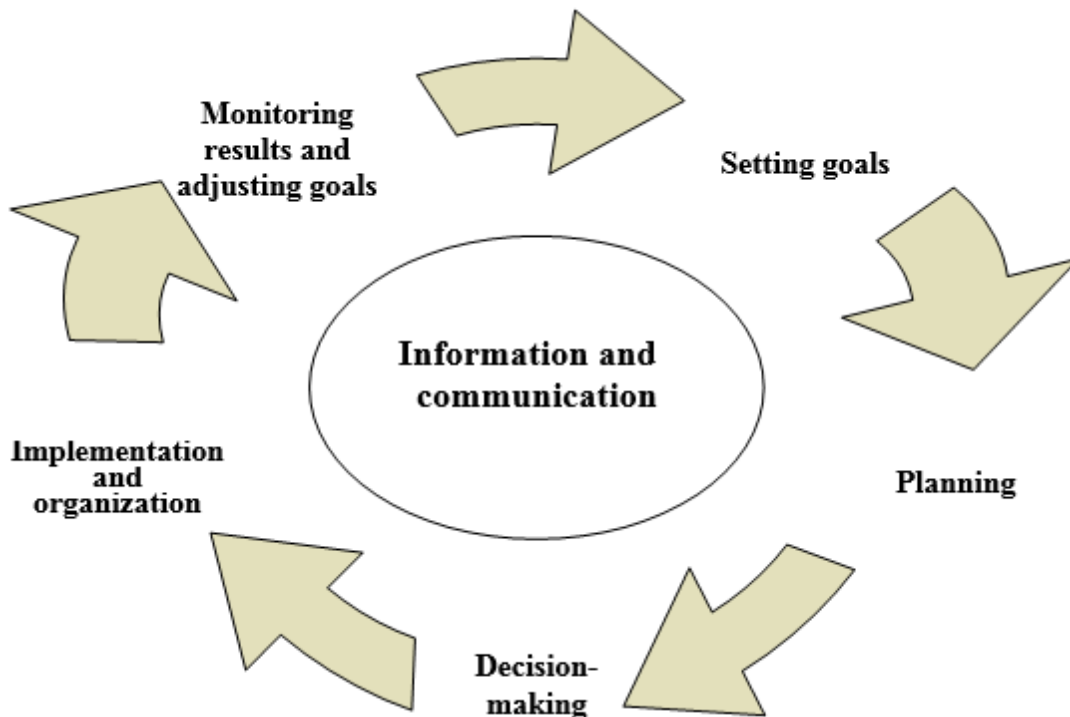 Monitoring
results and
adjusting goals
Setting goals
Information and
communication
Implementation
and
organization
Planning
Decision-
making